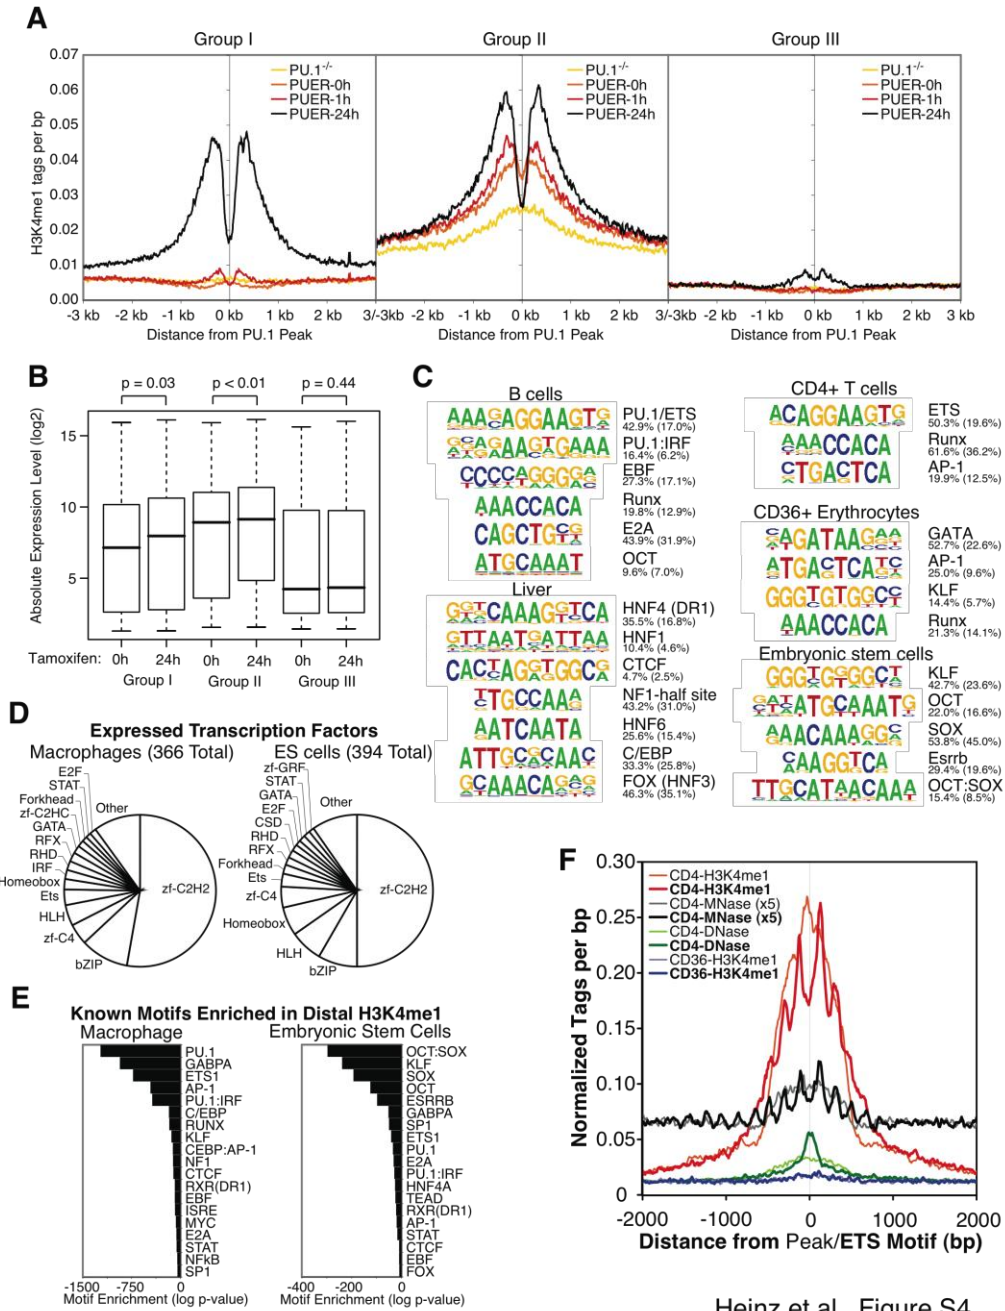 A
Group I
Group II
Group III
H3K4me1 tags per bp
0.07
0.06
0.05
0.04
0.03
0.02
0.01
0.00
PU.1-/-
PUER-0h
PUER-1h
PUER-24h
PU.1-/-
PUER-0h
PUER-1h
PUER-24h
PU.1-/-
PUER-0h
PUER-1h
PUER-24h
-3 kb -2 kb -1 kb 0 kb 1 kb 2 kb 3/-3kb -2 kb -1 kb 0 kb 1 kb 2 kb 3/-3kb -2 kb -1 kb 0 kb 1 kb 2 kb 3 kb
Distance from PU.1 Peak
Distance from PU.1 Peak
Distance from PU.1 Peak
B
p = 0.03
p < 0.01
p = 0.44
Absolute Expression Level (log2)
15
10
5
Tamoxifen: 0h 24h 0h 24h 0h 24h
Group I Group II Group III
C
B cells
AAAGAGGAAGTG
PU.1/ETS
42.9% (17.0%)
PU.1:IRF
16.4% (6.2%)
EBF
27.3% (17.1%)
AAACCACA
Runx
19.8% (12.9%)
CAGCTG
E2A
43.9% (31.9%)
ATGCAAAT
OCT
9.6% (7.0%)
Liver
HNF4 (DR1)
35.5% (16.8%)
HNF1
10.4% (4.6%)
CTCF
4.7% (2.5%)
NF1-half site
43.2% (31.0%)
AATCAATA
HNF6
25.6% (15.4%)
C/EBP
33.3% (25.8%)
FOX (HNF3)
46.3% (35.1%)
CD4+ T cells
ACAGGAAGTG
ETS
50.3% (19.6%)
AAACCACA
Runx
61.6% (36.2%)
TGACTCA
AP-1
19.9% (12.5%)
CD36+ Erythrocytes
GATA
52.7% (22.6%)
AP-1
25.0% (9.6%)
KLF
14.4% (5.7%)
AAACCACA
Runx
21.3% (14.1%)
Embryonic stem cells
KLF
42.7% (23.6%)
OCT
22.0% (16.6%)
SOX
53.8% (45.0%)
CAAGGTCA
Esrrb
29.4% (19.6%)
TTGCATAACAAA
OCT:SOX
15.4% (8.5%)
D
Expressed Transcription Factors
Macrophages (366 Total)
E2F
STAT
Forkhead
zf-C2HC
GATA
RFX
RHD
IRF
Homeobox
Ets
HLH
zf-C4
bZIP
Other
zf-C2H2
ES cells (394 Total)
zf-GRF
STAT
GATA
E2F
CSD
RHD
RFX
Forkhead
Ets
zf-C4
Homeobox
HLH
bZIP
Other
zf-C2H2
E
Known Motifs Enriched in Distal H3K4me1
Macrophage
PU.1
GABPA
ETS1
AP-1
PU.1:IRF
C/EBP
RUNX
KLF
CEBP:AP-1
NF1
CTCF
RXR(DR1)
EBF
ISRE
MYC
E2A
STAT
NFkB
SP1
-1500 -750 0
Motif Enrichment (log p-value)
Embryonic Stem Cells
OCT:SOX
KLF
SOX
OCT
ESRRB
GABPA
SP1
ETS1
PU.1
E2A
PU.1:IRF
HNF4A
TEAD
RXR(DR1)
AP-1
STAT
CTCF
EBF
FOX
-400 -200 0
Motif Enrichment (log p-value)
F
Normalized Tags per bp
0.30
0.25
0.20
0.15
0.10
0.05
0
CD4-H3K4me1
CD4-H3K4me1
CD4-MNase (x5)
CD4-MNase (x5)
CD4-DNase
CD4-DNase
CD36-H3K4me1
CD36-H3K4me1
-2000 -1000 0 1000 2000
Distance from Peak/ETS Motif (bp)